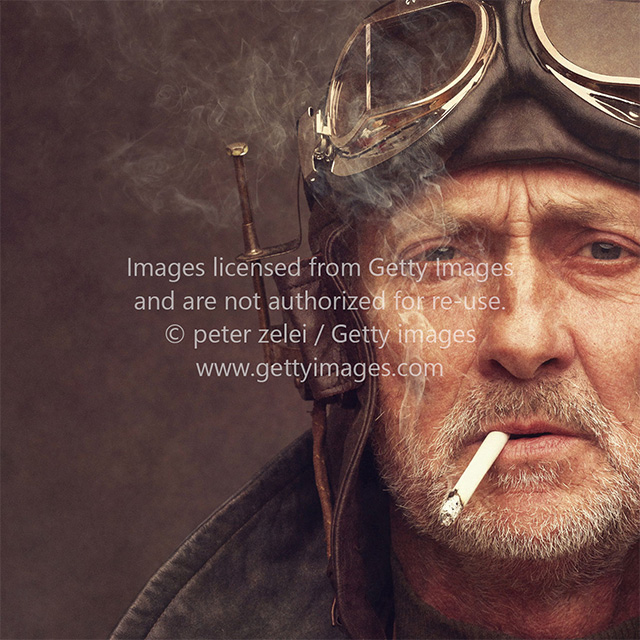 Images licensed from Getty Images
and are not authorized for re-use.
© peter zelei / Getty images
www.gettyimages.com